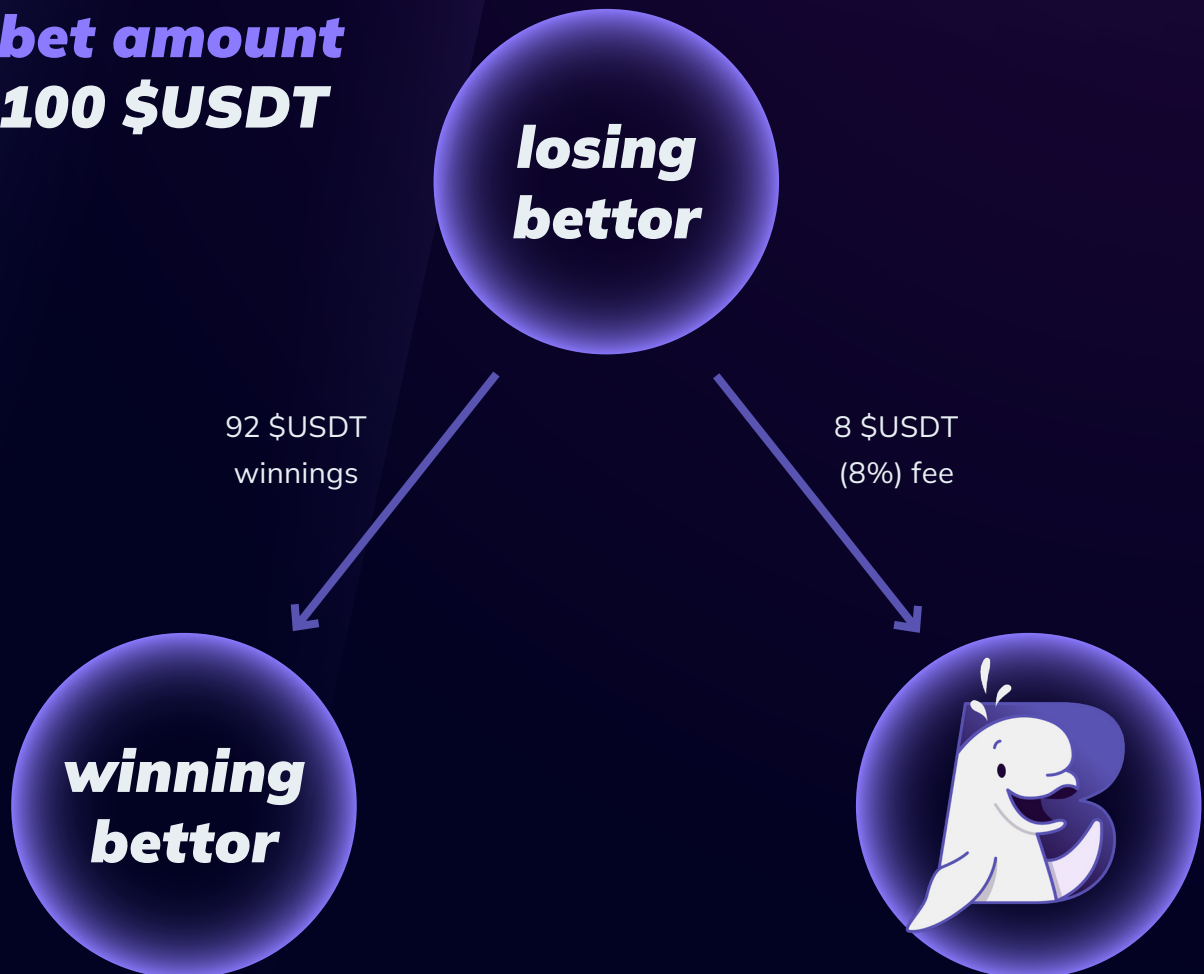 bet amount
100 $USDT
losing
bettor
92 $USDT
winnings
8 $USDT
(8%) fee
winning
bettor
B